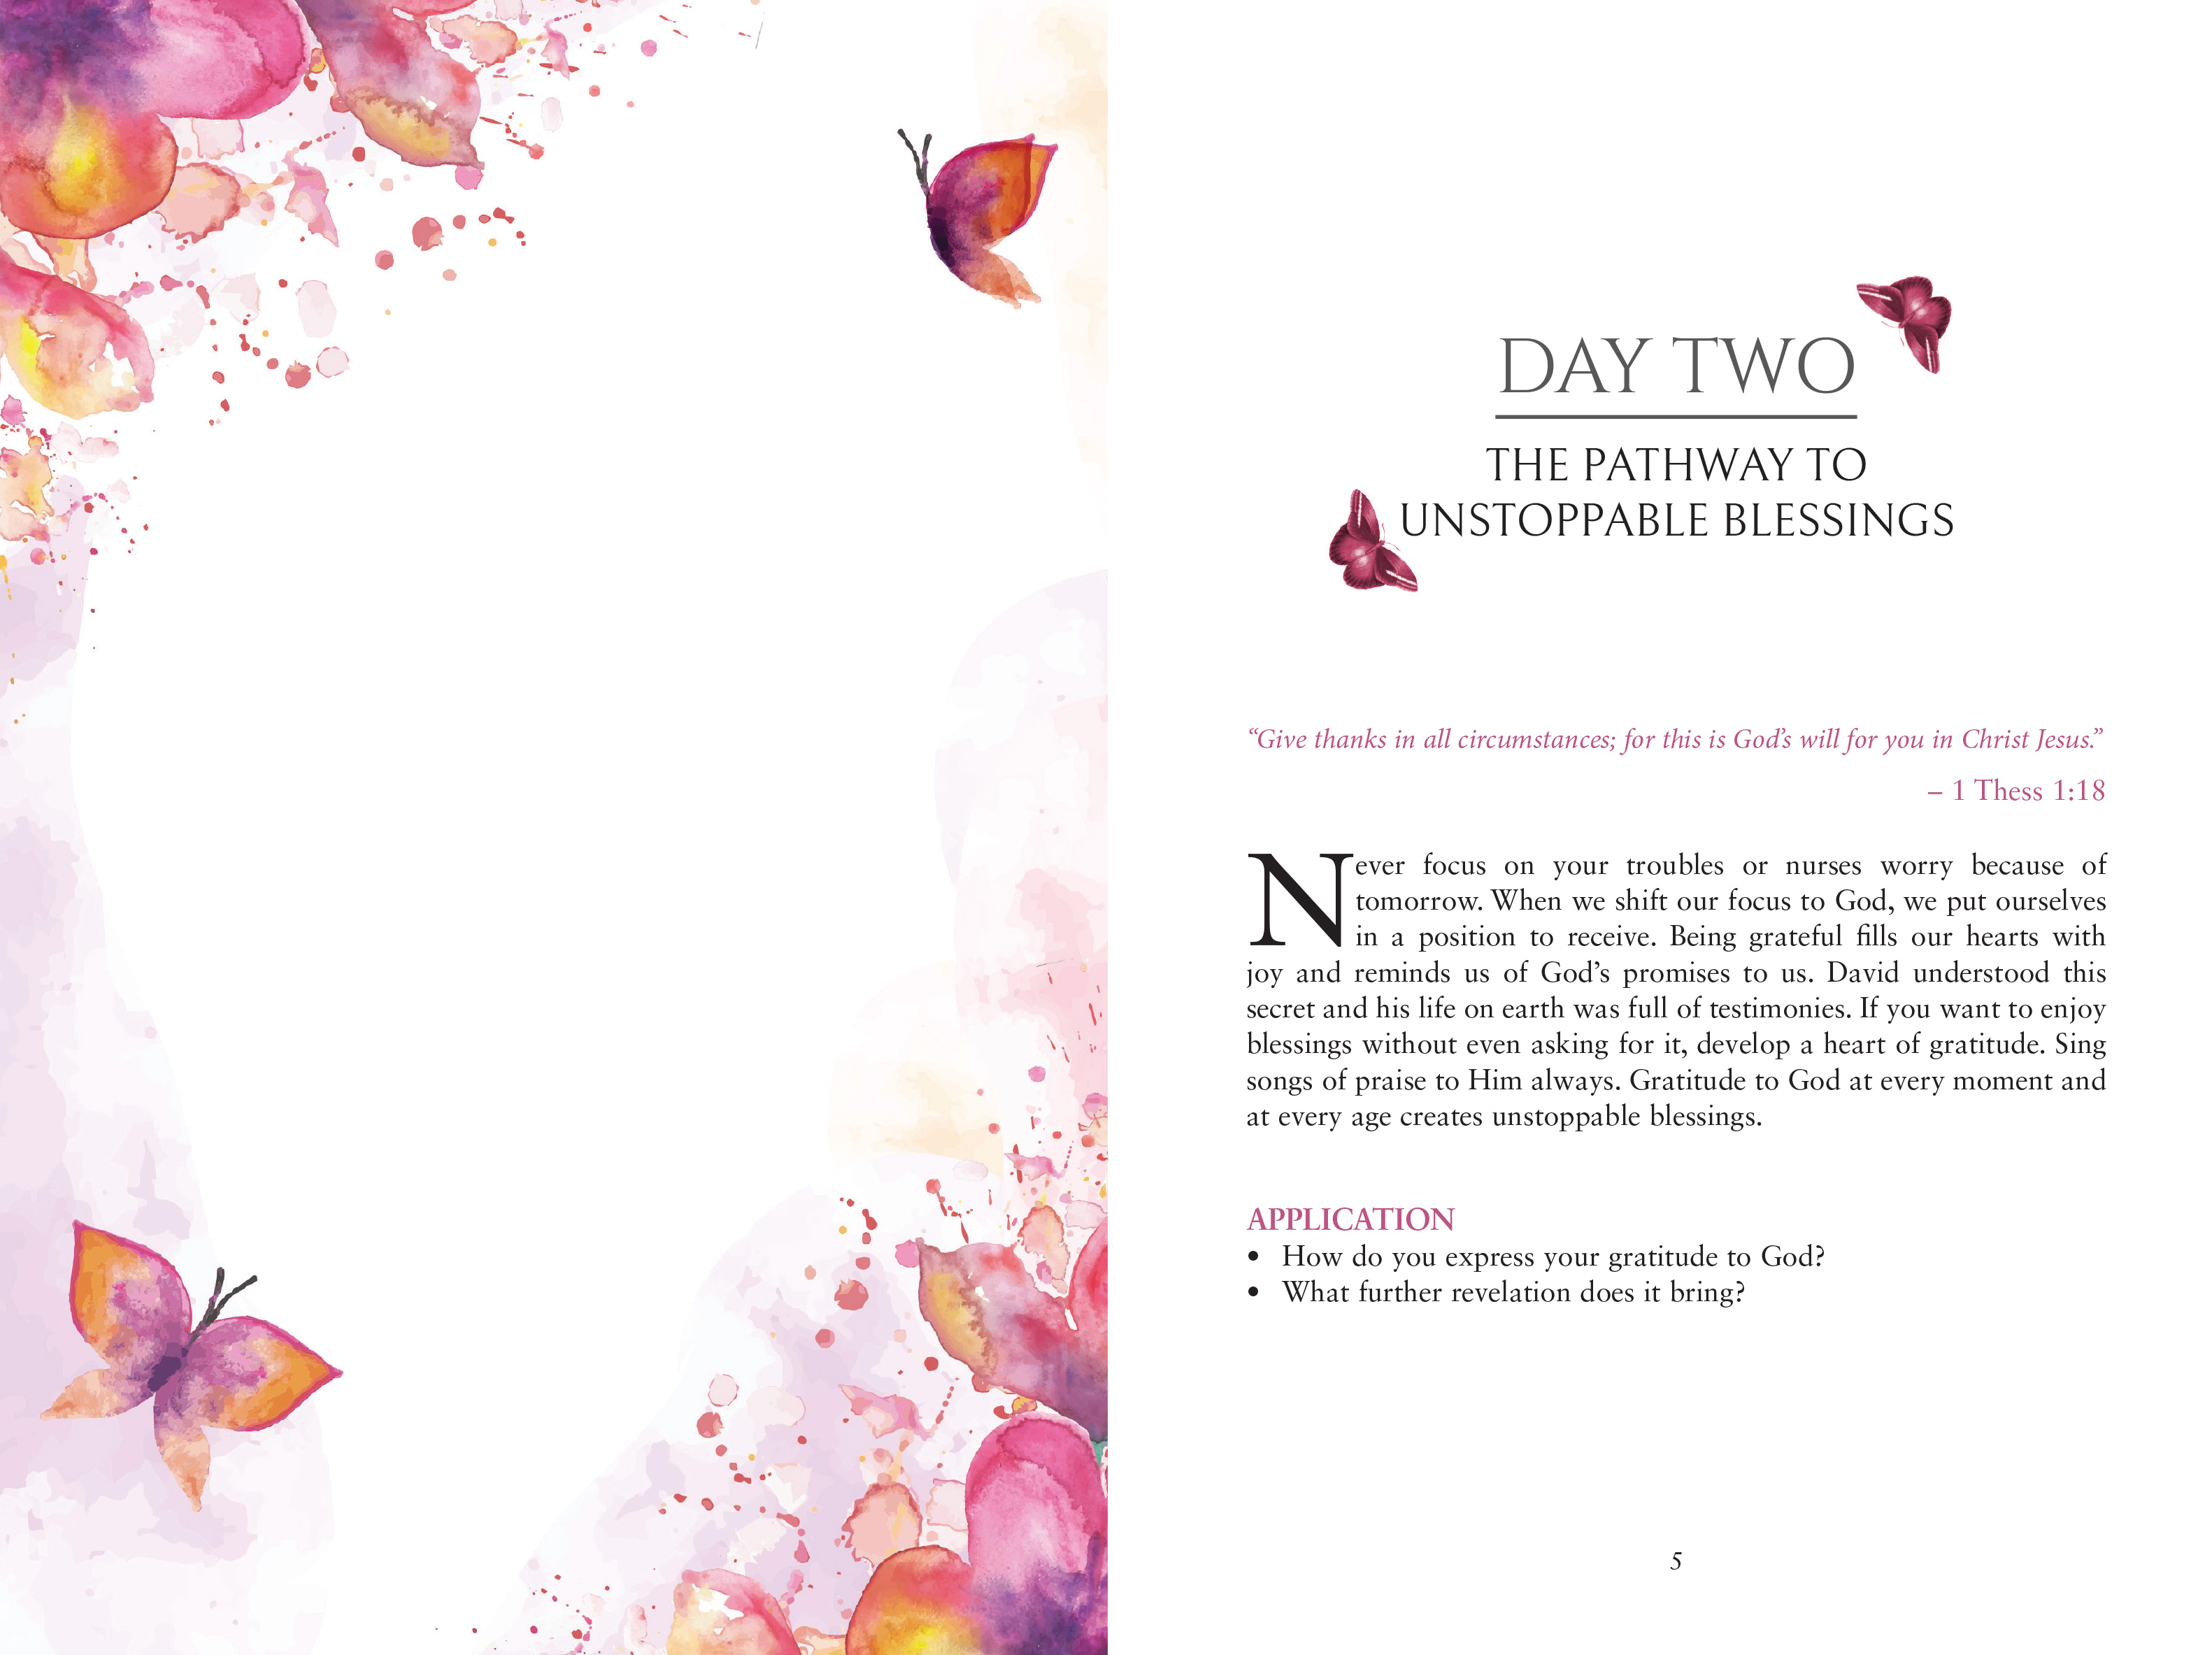 DAY TWO
THE PATHWAY TO
UNSTOPPABLE BLESSINGS
“Give thanks in all circumstances; for this is God’s will for you in Christ Jesus.”
– 1 Thess 1:18
Never focus on your troubles or nurses worry because of
tomorrow. When we shift our focus to God, we put ourselves
in a position to receive. Being grateful fills our hearts with
joy and reminds us of God’s promises to us. David understood this
secret and his life on earth was full of testimonies. If you want to enjoy
blessings without even asking for it, develop a heart of gratitude. Sing
songs of praise to Him always. Gratitude to God at every moment and
at every age creates unstoppable blessings.
APPLICATION
• How do you express your gratitude to God?
• What further revelation does it bring?
5